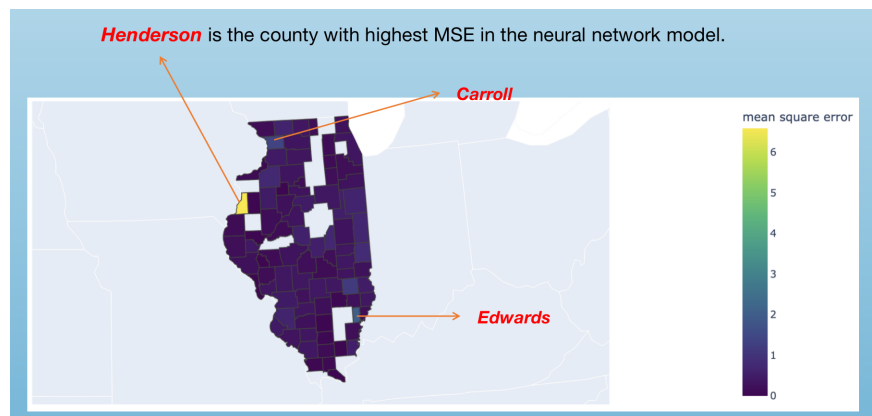 Henderson is the county with highest MSE in the neural network model.
Carroll
mean square error
6
5
4
3
2
1
0
Edwards